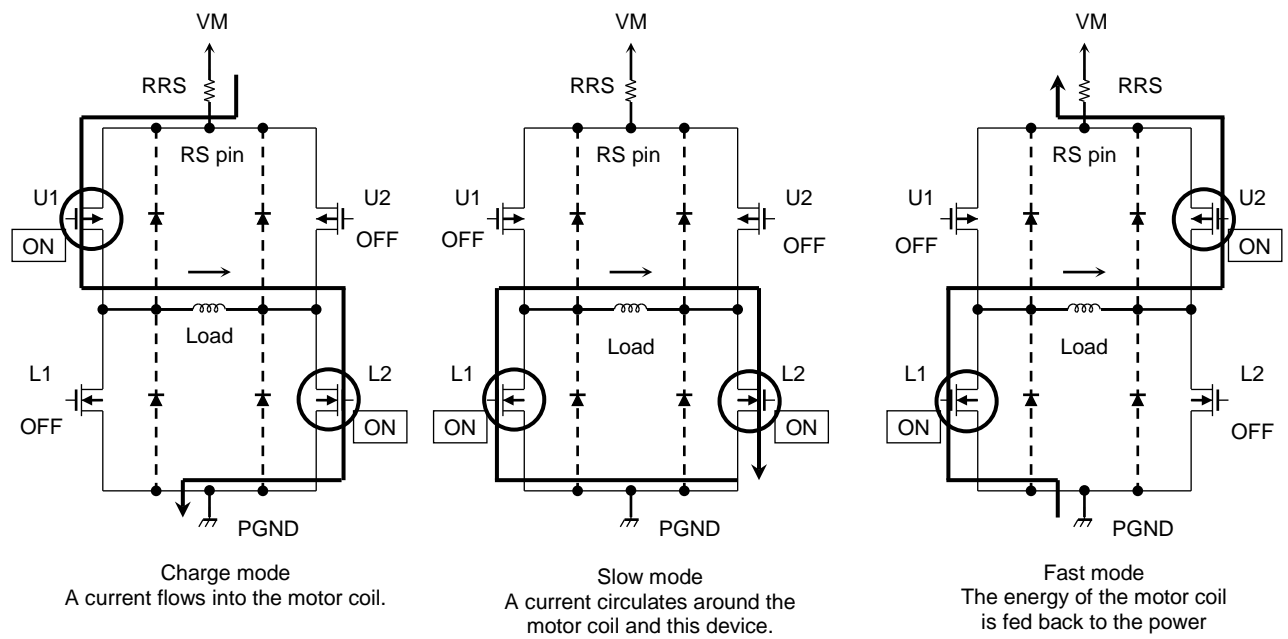 VM
RRS
RS pin
U1
ON
U2
OFF
Load
L1
OFF
L2
ON
PGND
Charge mode
A current flows into the motor coil.
VM
RRS
RS pin
U1
OFF
U2
OFF
Load
L1
ON
L2
ON
PGND
Slow mode
A current circulates around the
motor coil and this device.
VM
RRS
RS pin
U1
OFF
U2
ON
Load
L1
ON
L2
OFF
PGND
Fast mode
The energy of the motor coil
is fed back to the power